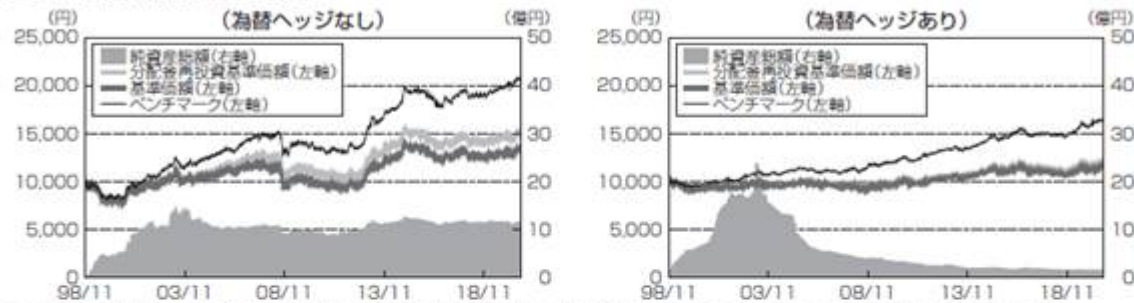 (円)
(為替ヘッジなし)
(億円)
25,000
50
純資産総額(右軸)
分配金再投資基準価額(左軸)
基準価額(左軸)
ベンチマーク(左軸)
20,000
40
15,000
30
10,000
20
5,000
10
0
0
98/11
03/11
08/11
13/11
18/11
(円)
(為替ヘッジあり)
(億円)
25,000
50
純資産総額(右軸)
分配金再投資基準価額(左軸)
基準価額(左軸)
ベンチマーク(左軸)
20,000
40
15,000
30
10,000
20
5,000
10
0
0
98/11
03/11
08/11
13/11
18/11